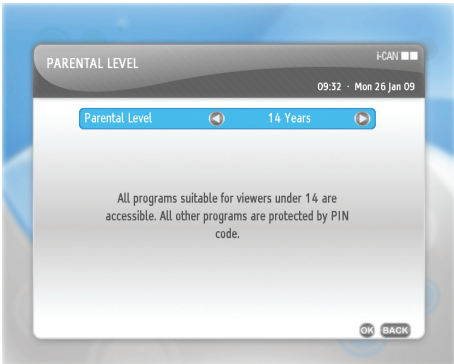 PARENTAL LEVEL
i-CAN
09:32 · Mon 26 Jan 09
Parental Level 14 Years
All programs suitable for viewers under 14 are
accessible. All other programs are protected by PIN
code.
OK BACK